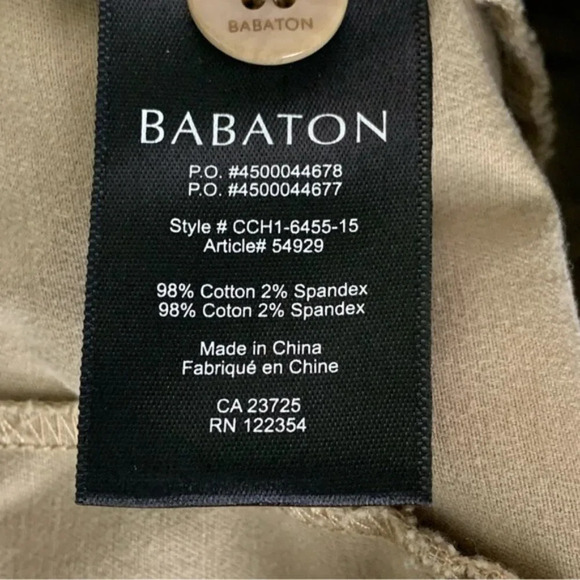 BABATON
BABATON
P.O. #4500044678
P.O. #4500044677
Style # CCH1-6455-15
Article# 54929
98% Cotton 2% Spandex
98% Coton 2% Spandex
Made in China
Fabriqué en Chine
CA 23725
RN 122354